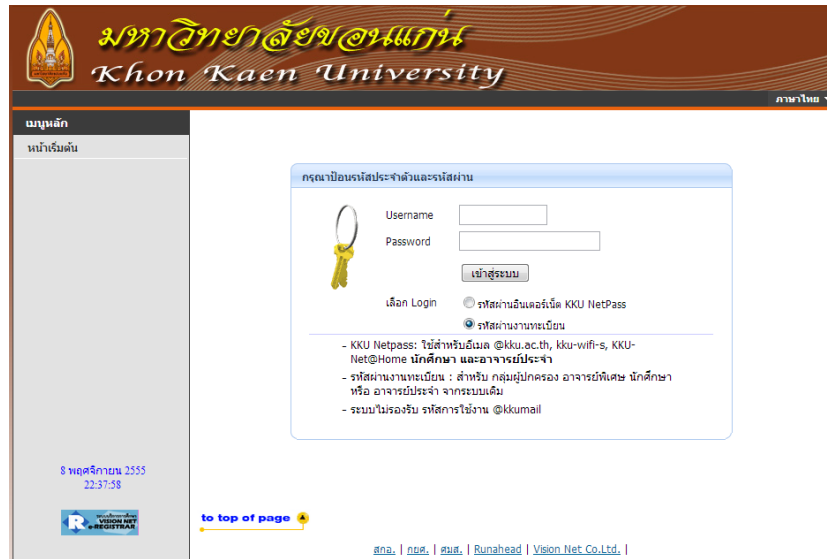 มหาวิทยาลัยขอนแก่น
Khon Kaen University
ภาษาไทย
เมนูหลัก
หน้าเริ่มต้น
กรุณาป้อนรหัสประจำตัวและรหัสผ่าน
Username
Password
เข้าสู่ระบบ
เลือก Login
รหัสผ่านอินเตอร์เน็ต KKU NetPass
รหัสผ่านงานทะเบียน
- KKU Netpass: ใช้สำหรับอีเมล @kku.ac.th, kku-wifi-s, KKU-
Net@Home นักศึกษา และอาจารย์ประจำ
- รหัสผ่านงานทะเบียน : สำหรับ กลุ่มผู้ปกครอง อาจารย์พิเศษ นักศึกษา
หรือ อาจารย์ประจำ จากระบบเดิม
- ระบบไม่รองรับ รหัสการใช้งาน @kkumail
8 พฤศจิกายน 2555
22:37:58
R VISION NET
e-REGISTRAR
to top of page
สกอ. | กยศ. | ศมส. | Runahead | Vision Net Co.Ltd. |